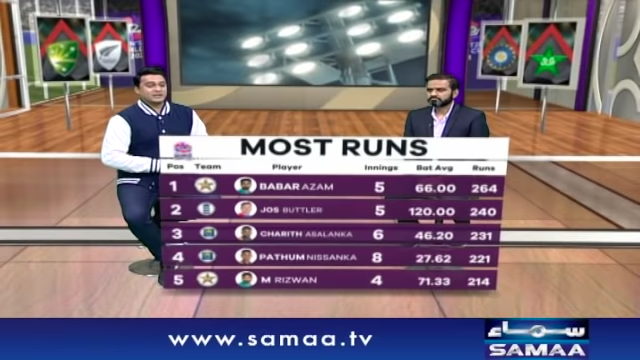 MOST RUNS
Pos Team Player Innings Bat Avg Runs
1 BABAR AZAM 5 66.00 264
2 JOS BUTTLER 5 120.00 240
3 CHARITH ASALANKA 6 46.20 231
4 PATHUM NISSANKA 8 27.62 221
5 M RIZWAN 4 71.33 214
www.samaa.tv
سماء
SAMAA